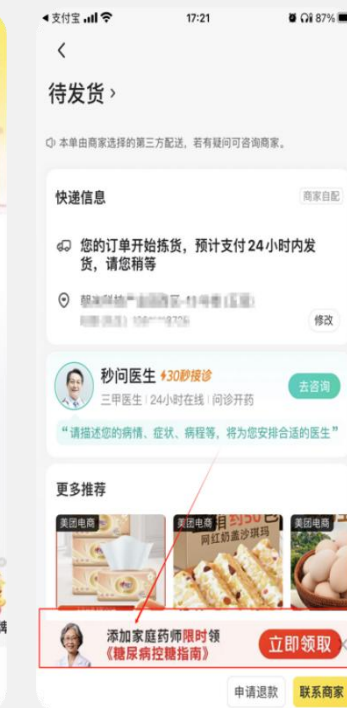 支付宝
17:21
87%
待发货
本单由商家选择的第三方配送，若有疑问可咨询商家。
快递信息
商家自配
您的订单开始拣货，预计支付24小时内发
货，请您稍等
修改
秒问医生 30秒接诊
三甲医生 | 24小时在线 | 问诊开药
去咨询
“请描述您的病情、症状、病程等，将为您安排合适的医生”
更多推荐
美团电商
美团电商
网红奶盖沙琪玛
美团电商
添加家庭药师限时领
《糖尿病控糖指南》
立即领取
申请退款
联系商家